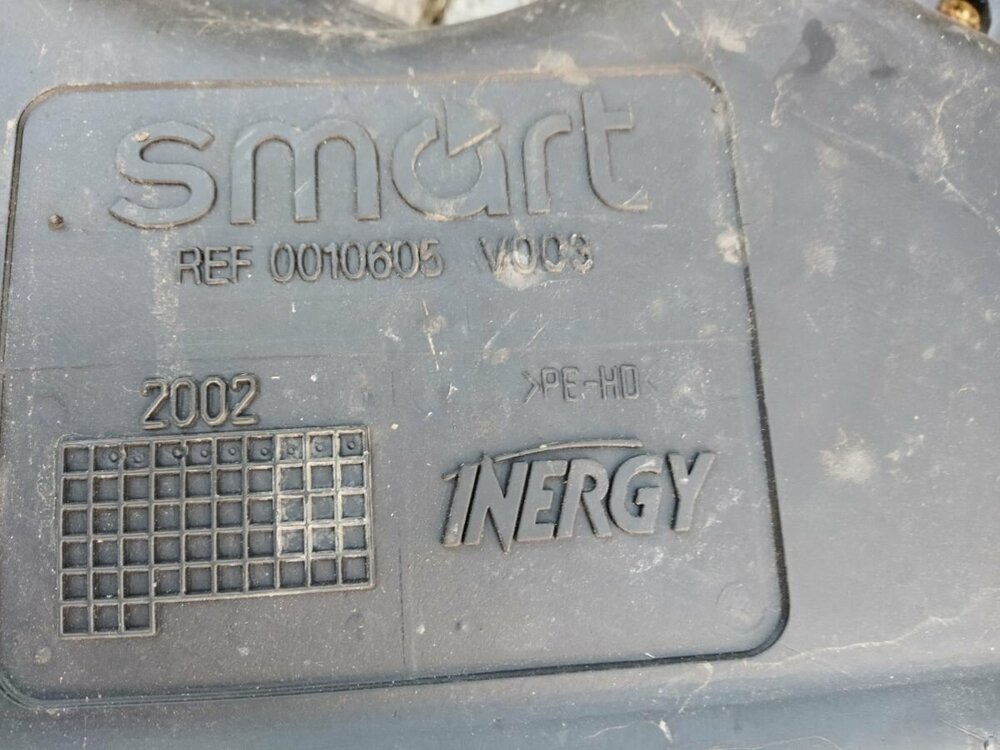 smart
REF 0010605 V003
2002
>PE-HD<
INERGY